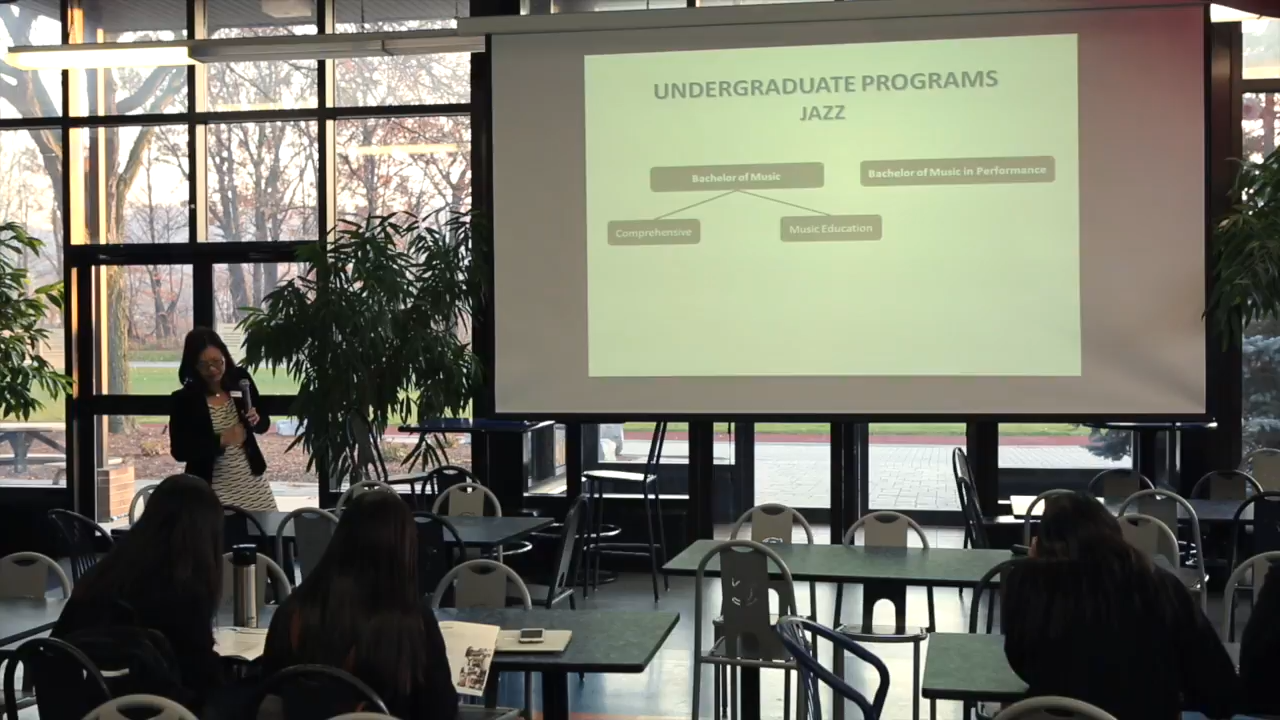 UNDERGRADUATE PROGRAMS
JAZZ
Bachelor of Music
Bachelor of Music in Performance
Comprehensive
Music Education